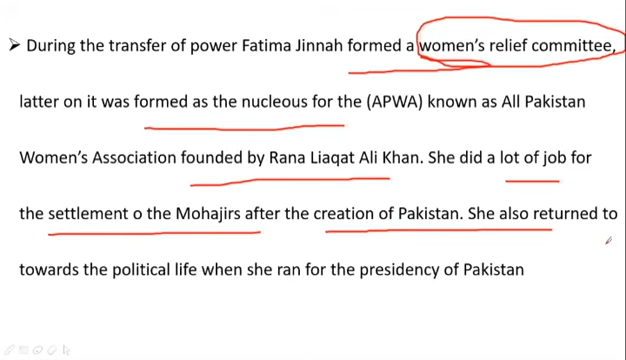 ➢ During the transfer of power Fatima Jinnah formed a women's relief committee,
latter on it was formed as the nucleous for the (APWA) known as All Pakistan
Women's Association founded by Rana Liaqat Ali Khan. She did a lot of job for
the settlement o the Mohajirs after the creation of Pakistan. She also returned to
towards the political life when she ran for the presidency of Pakistan